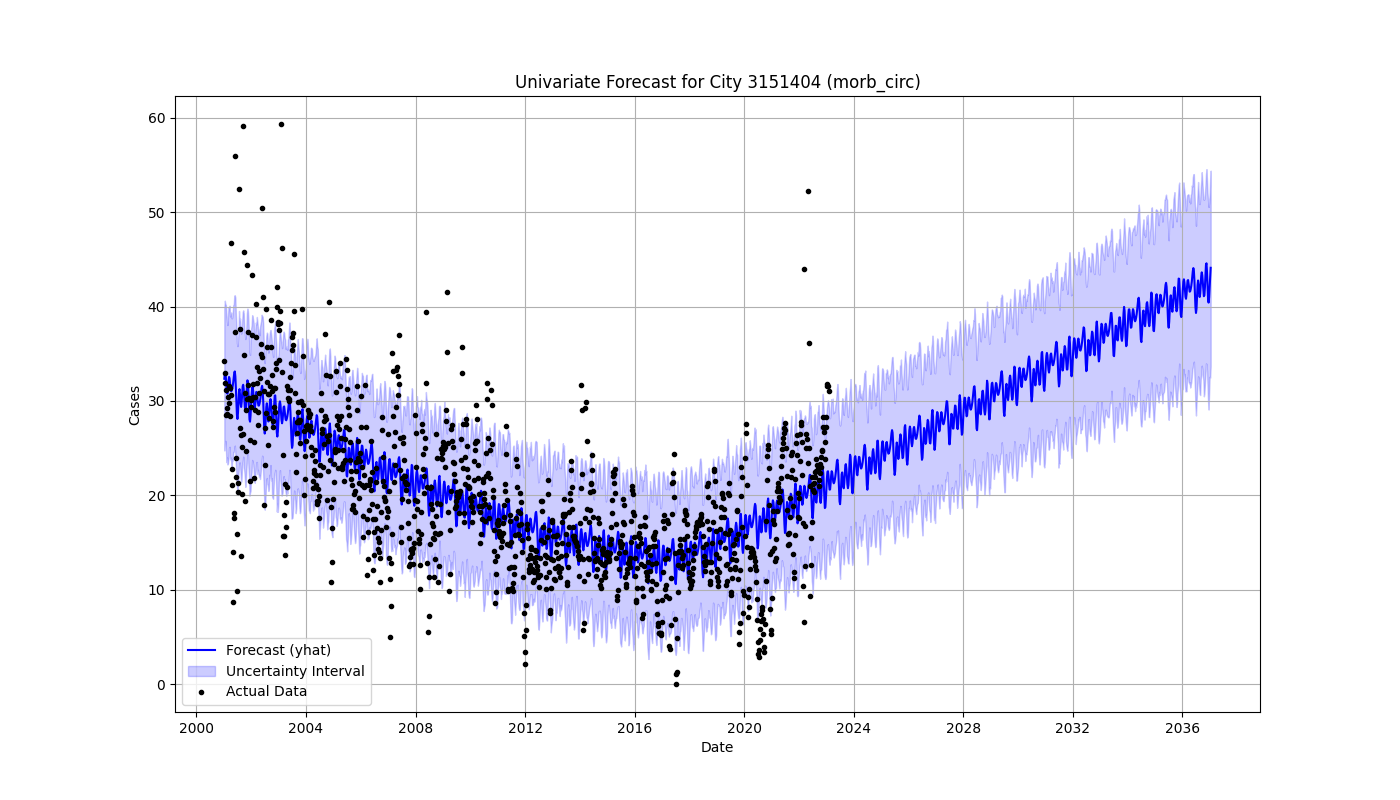 Univariate Forecast for City 3151404 (morb_circ)
60
50
40
30
20
10
0
Cases
Forecast (yhat)
Uncertainty Interval
Actual Data
2000 2004 2008 2012 2016 2020 2024 2028 2032 2036
Date